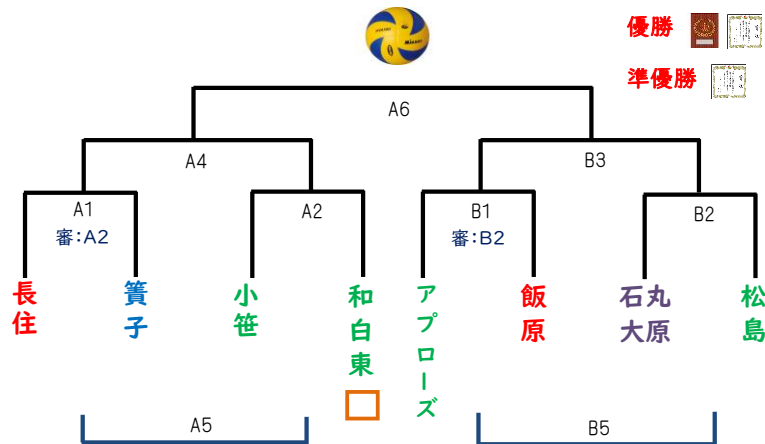 優勝
準優勝
A6
A4
B3
A1
A2
B1
B2
審:A2
審:B2
長住
簀子
小笹
和白東
アプローズ
飯原
石丸
大原
松島
A5
B5